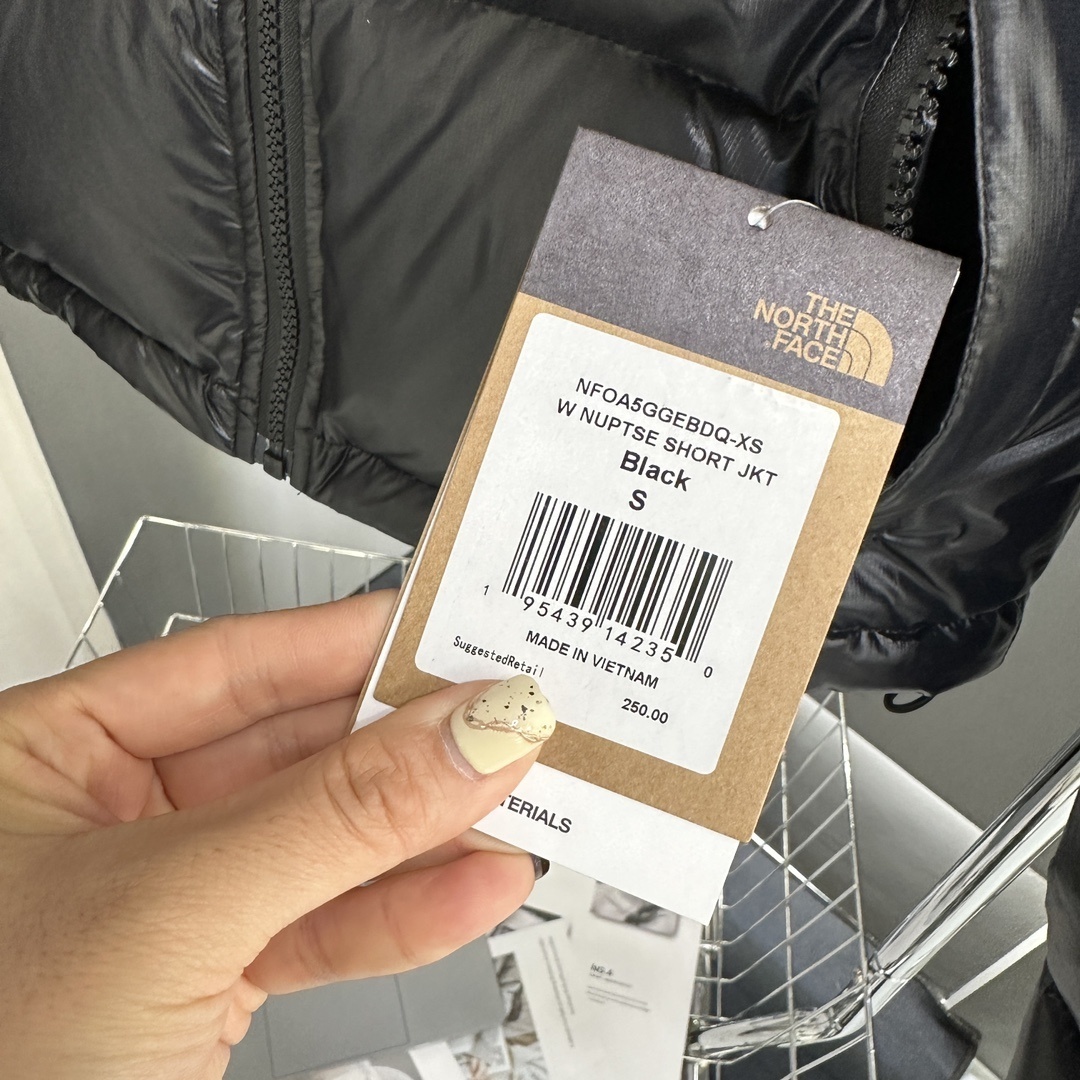 THE
NORTH
FACE
NFOA5GGEBDQ-XS
W NUPTSE SHORT JKT
Black
S
1 95439 14235 0
MADE IN VIETNAM
SuggestedRetail
250.00
TERIALS